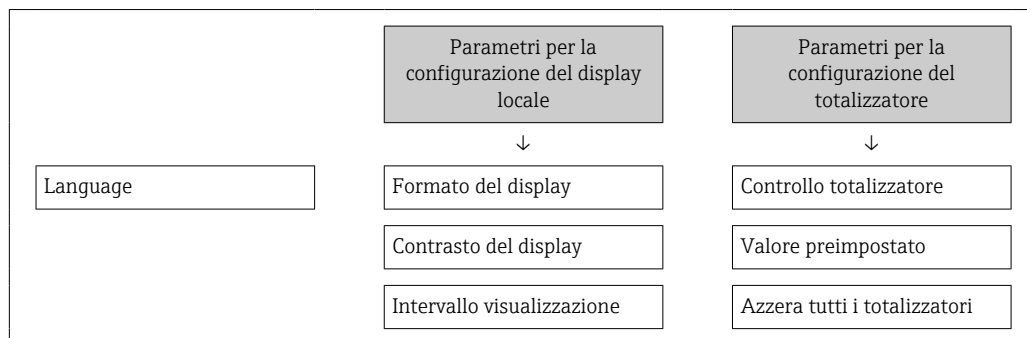 Parametri per la
configurazione del display
locale
Parametri per la
configurazione del
totalizzatore
↓
↓
Language
Formato del display
Controllo totalizzatore
Contrasto del display
Valore preimpostato
Intervallo visualizzazione
Azzera tutti i totalizzatori